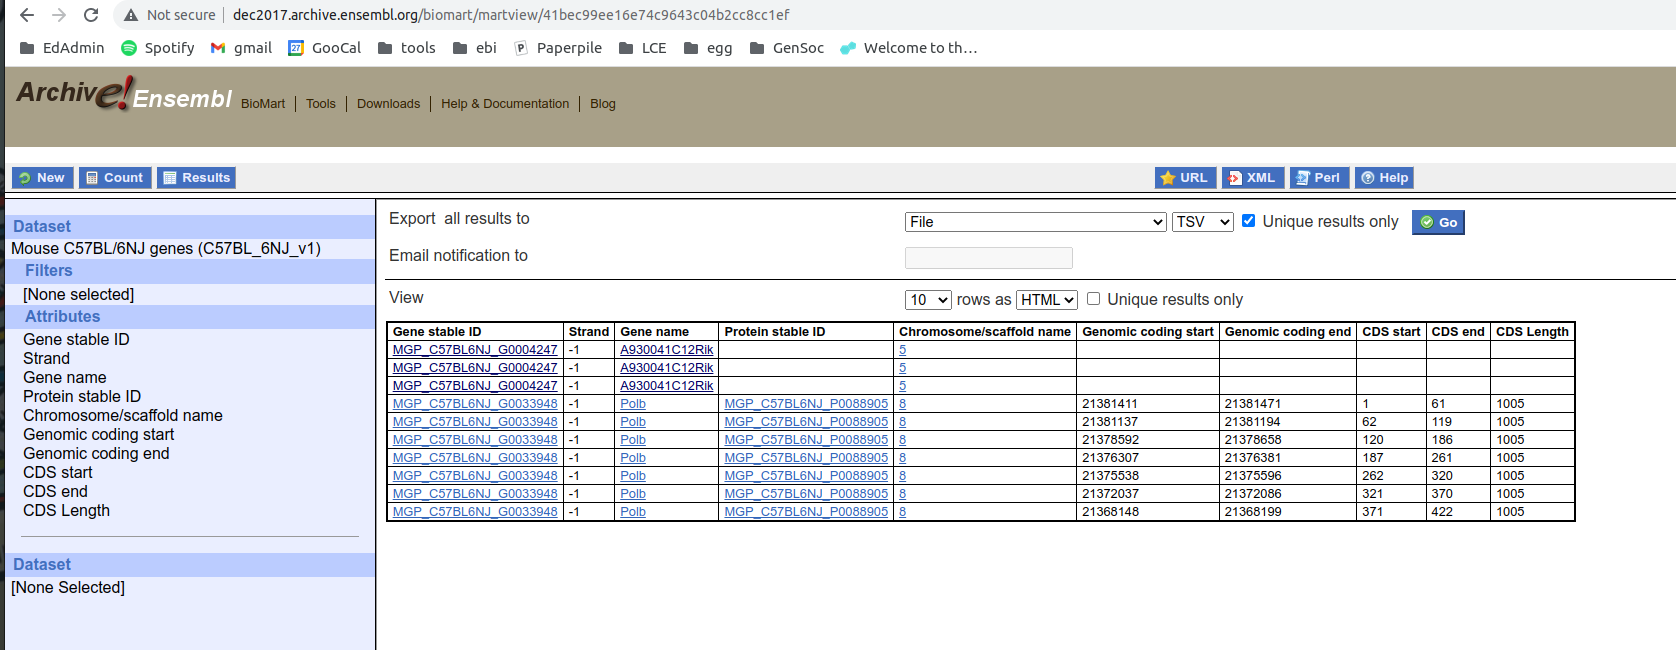 Not secure | dec2017.archive.ensembl.org/biomart/martview/41bec99ee16e74c9643c04b2cc8cc1ef
EdAdmin Spotify gmail 27 GooCal tools ebi P Paperpile LCE egg GenSoc Welcome to th…
Archive! Ensembl BioMart | Tools | Downloads | Help & Documentation | Blog
New Count Results URL XML Perl Help
Dataset
Mouse C57BL/6NJ genes (C57BL_6NJ_v1)
Filters
[None selected]
Attributes
Gene stable ID
Strand
Gene name
Protein stable ID
Chromosome/scaffold name
Genomic coding start
Genomic coding end
CDS start
CDS end
CDS Length
Dataset
[None Selected]
Export all results to File TSV Unique results only Go
Email notification to
View 10 rows as HTML Unique results only
Gene stable ID Strand Gene name Protein stable ID Chromosome/scaffold name Genomic coding start Genomic coding end CDS start CDS end CDS Length
MGP_C57BL6NJ_G0004247 -1 A930041C12Rik 5
MGP_C57BL6NJ_G0004247 -1 A930041C12Rik 5
MGP_C57BL6NJ_G0004247 -1 A930041C12Rik 5
MGP_C57BL6NJ_G0033948 -1 Polb MGP_C57BL6NJ_P0088905 8 21381411 21381471 1 61 1005
MGP_C57BL6NJ_G0033948 -1 Polb MGP_C57BL6NJ_P0088905 8 21381137 21381194 62 119 1005
MGP_C57BL6NJ_G0033948 -1 Polb MGP_C57BL6NJ_P0088905 8 21378592 21378658 120 186 1005
MGP_C57BL6NJ_G0033948 -1 Polb MGP_C57BL6NJ_P0088905 8 21376307 21376381 187 261 1005
MGP_C57BL6NJ_G0033948 -1 Polb MGP_C57BL6NJ_P0088905 8 21375538 21375596 262 320 1005
MGP_C57BL6NJ_G0033948 -1 Polb MGP_C57BL6NJ_P0088905 8 21372037 21372086 321 370 1005
MGP_C57BL6NJ_G0033948 -1 Polb MGP_C57BL6NJ_P0088905 8 21368148 21368199 371 422 1005